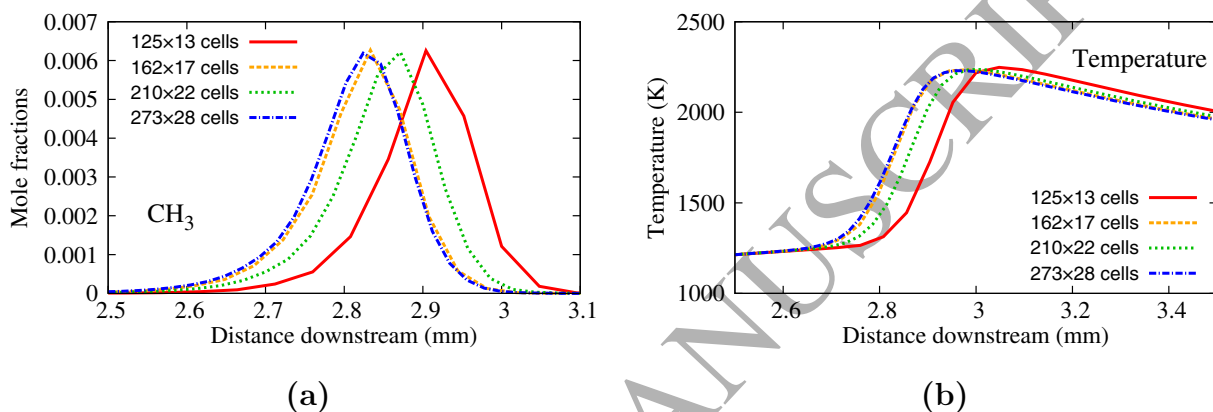 Mole fractions
0.007
0.006
0.005
0.004
0.003
0.002
0.001
0
125×13 cells
162×17 cells
210×22 cells
273×28 cells
CH3
2.5 2.6 2.7 2.8 2.9 3 3.1
Distance downstream (mm)
(a)
Temperature (K)
2500
2000
1500
1000
Temperature
125×13 cells
162×17 cells
210×22 cells
273×28 cells
2.6 2.8 3 3.2 3.4
Distance downstream (mm)
(b)
ANUSCRI